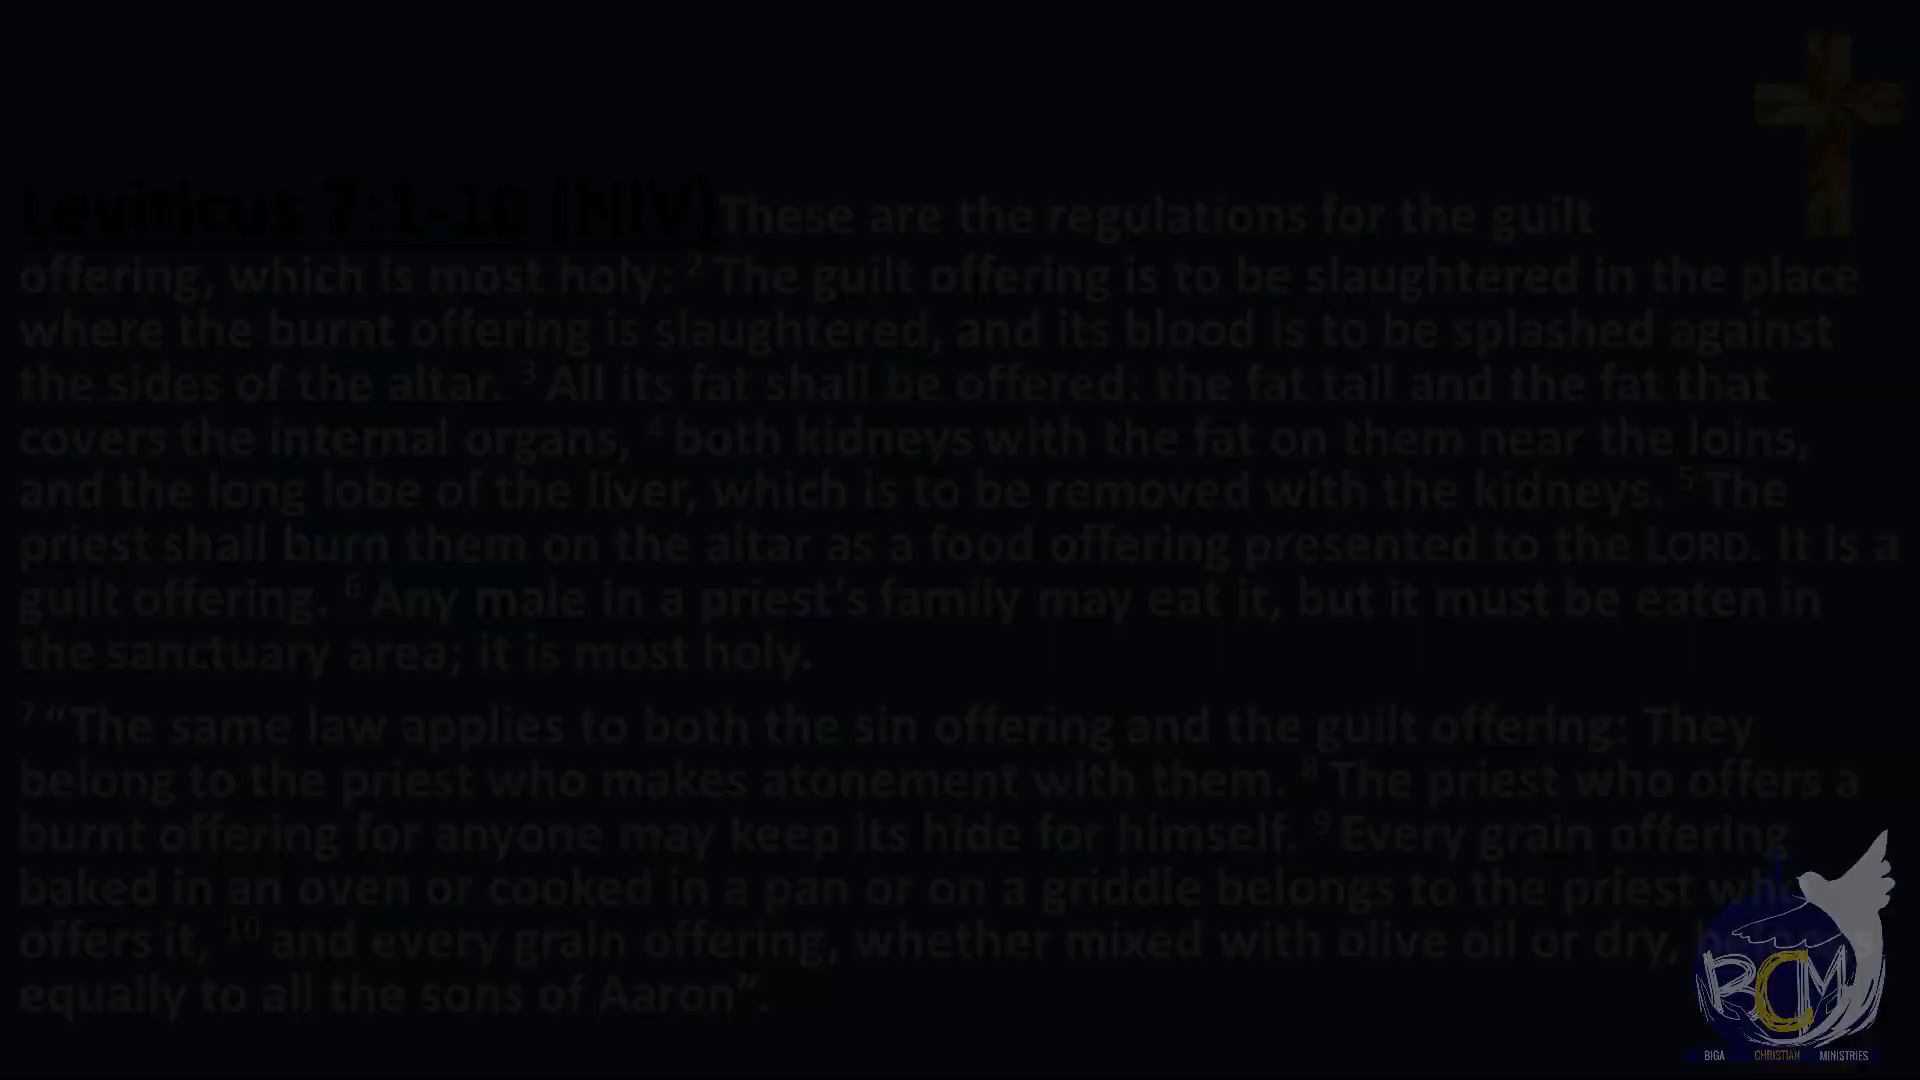 Leviticus 7:1-10 (NIV) These are the regulations for the guilt
offering, which is most holy: 2 The guilt offering is to be slaughtered in the place
where the burnt offering is slaughtered, and its blood is to be splashed against
the sides of the altar. 3 All its fat shall be offered: the fat tail and the fat that
covers the internal organs, 4 both kidneys with the fat on them near the loins,
and the long lobe of the liver, which is to be removed with the kidneys. 5 The
priest shall burn them on the altar as a food offering presented to the LORD. It is a
guilt offering. 6 Any male in a priest’s family may eat it, but it must be eaten in
the sanctuary area; it is most holy.
7 “The same law applies to both the sin offering and the guilt offering: They
belong to the priest who makes atonement with them. 8 The priest who offers a
burnt offering for anyone may keep its hide for himself. 9 Every grain offering
baked in an oven or cooked in a pan or on a griddle belongs to the priest who
offers it, 10 and every grain offering, whether mixed with olive oil or dry,
equally to all the sons of Aaron”.
BCM
BIGA CHRISTIAN MINISTRIES